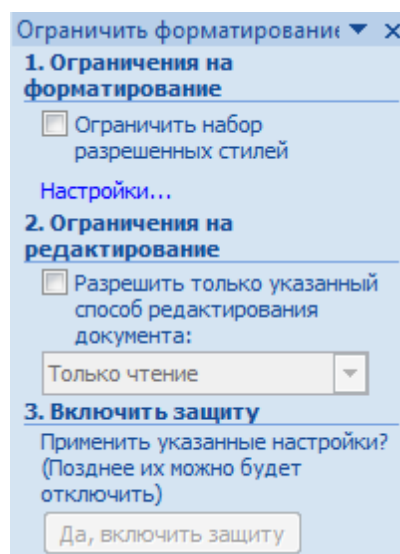 Ограничить форматировани
1. Ограничения на
форматирование
Ограничить набор
разрешенных стилей
Настройки...
2. Ограничения на
редактирование
Разрешить только указанный
способ редактирования
документа:
Только чтение
3. Включить защиту
Применить указанные настройки?
(Позднее их можно будет
отключить)
Да, включить защиту